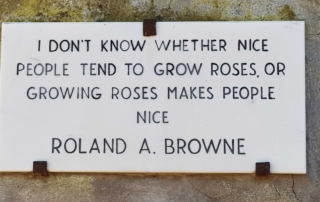 I DON'T KNOW WHETHER NICE
PEOPLE TEND TO GROW ROSES, OR
GROWING ROSES MAKES PEOPLE
NICE
ROLAND A. BROWNE